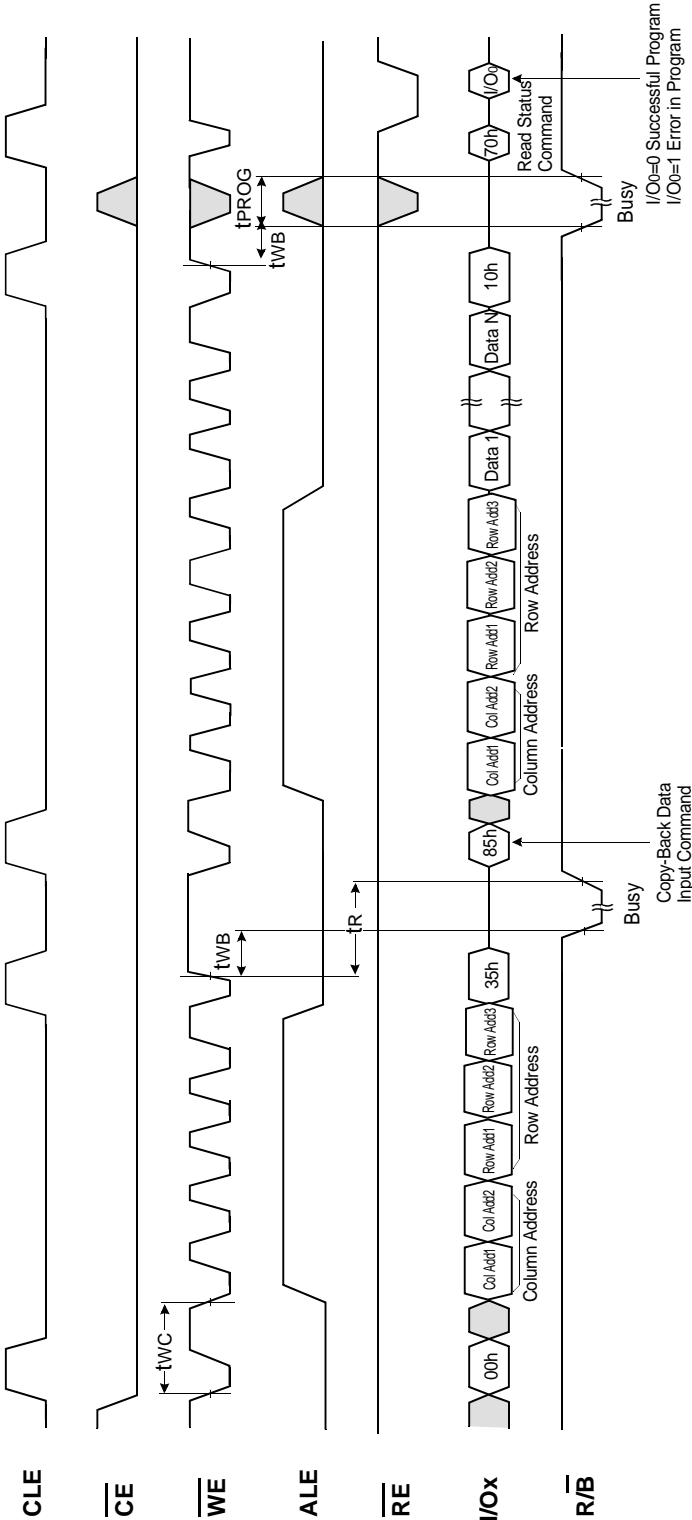 CLE
CE
WE
tWC
tWB
tWB
tPROG
ALE
tR
RE
I/Ox
00h
Col Add1
Col Add2
Row Add1
Row Add2
Row Add3
35h
85h
Col Add1
Col Add2
Row Add1
Row Add2
Row Add3
Data 1
Data N
10h
70h
I/O0
Column Address
Row Address
Column Address
Row Address
Read Status
Command
R/B
Busy
Busy
Copy-Back Data
Input Command
I/O0=0 Successful Program
I/O0=1 Error in Program